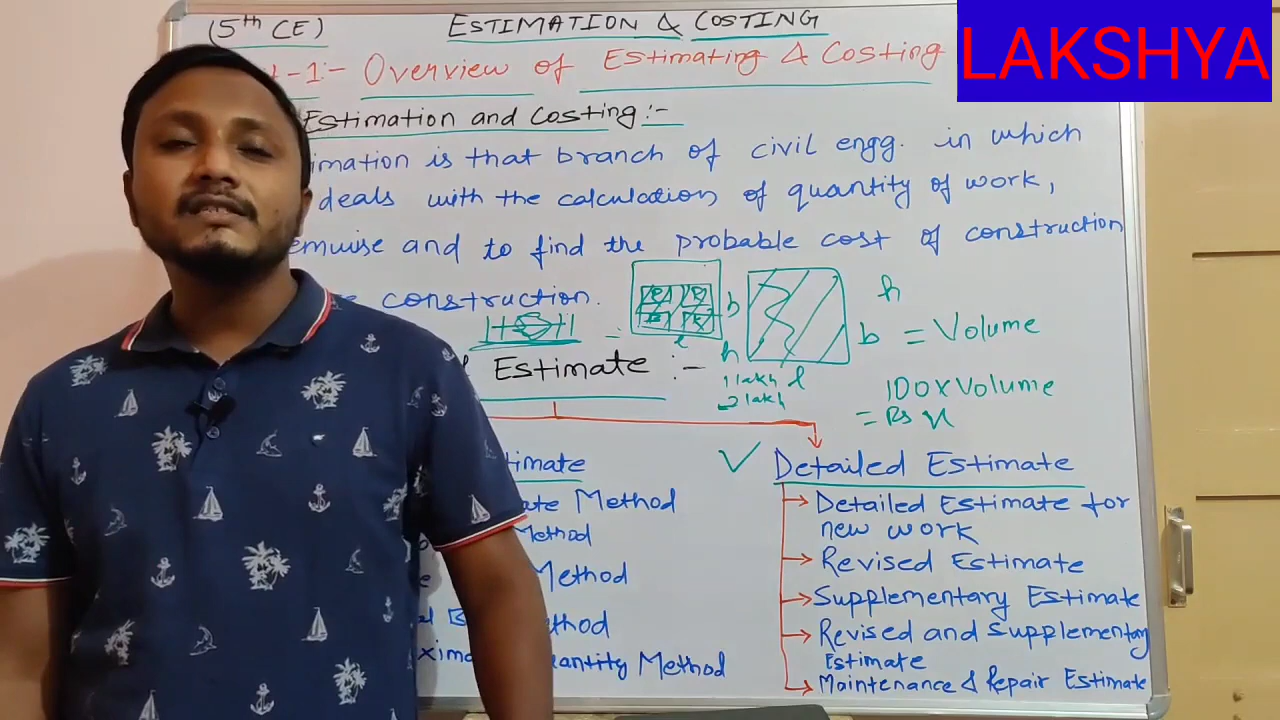 (5th CE) ESTIMATION & COSTING
LAKSHYA
-1:- Overview of Estimating & Costing
Estimation and Costing:-
imation is that branch of civil engg. in which
deals with the calculation of quantity of work,
emwise and to find the probable cost of construction
construction.
h
b
b = Volume
l
h
1 lakh l
2 lakh
100 x Volume
= Rs x
Estimate :-
timate
ate Method
Method
Method
thod
xima antity Method
✓ Detailed Estimate
→ Detailed Estimate for
new work
→ Revised Estimate
→ Supplementary Estimate
→ Revised and Supplementary
Estimate
→ Maintenance & Repair Estimate